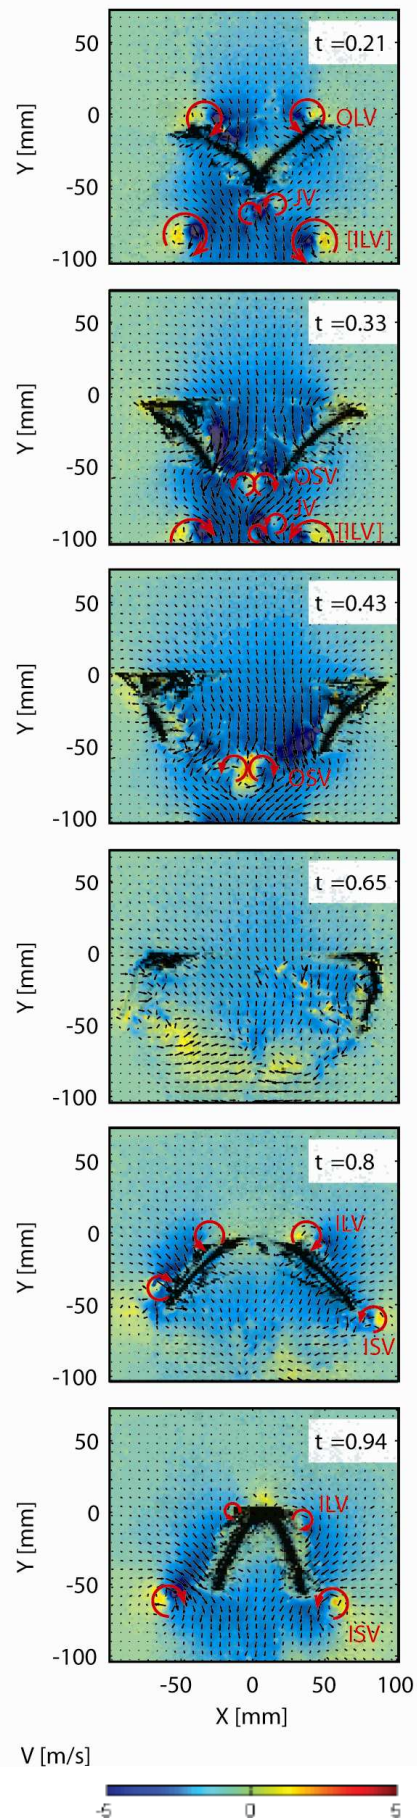 t =0.21
50
0
-50
-100
Y [mm]
OLV
JV
[ILV]
t =0.33
50
0
-50
-100
Y [mm]
OSV
JV
[ILV]
t =0.43
50
0
-50
-100
Y [mm]
OSV
t =0.65
50
0
-50
-100
Y [mm]
t =0.8
50
0
-50
-100
Y [mm]
ILV
ISV
t =0.94
50
0
-50
-100
Y [mm]
ILV
ISV
-50 0 50 100
X [mm]
V [m/s]
-5 0 5